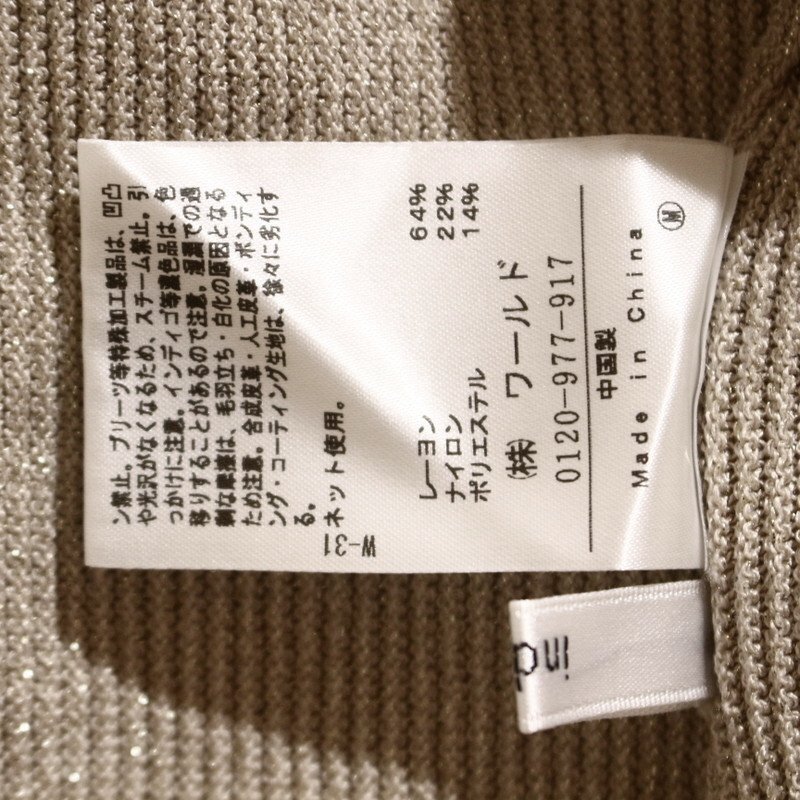 ン禁止。プリーツ等特殊加工製品は、凹凸
や光沢がなくなるため、スチーム禁止。引
っかけに注意。インディゴ等濃色品は、色
移りすることがあるので注意。湿潤での過
剰な摩擦は、毛羽立ち・白化の原因となる
ため注意。合成皮革・人工皮革・ボンディ
ング・コーティング生地は、徐々に劣化す
る。
ネット使用。
W-31
レーヨン 64%
ナイロン 22%
ポリエステル 14%
(株) ワールド
0120-977-917
中国製
Made in China
M
ind